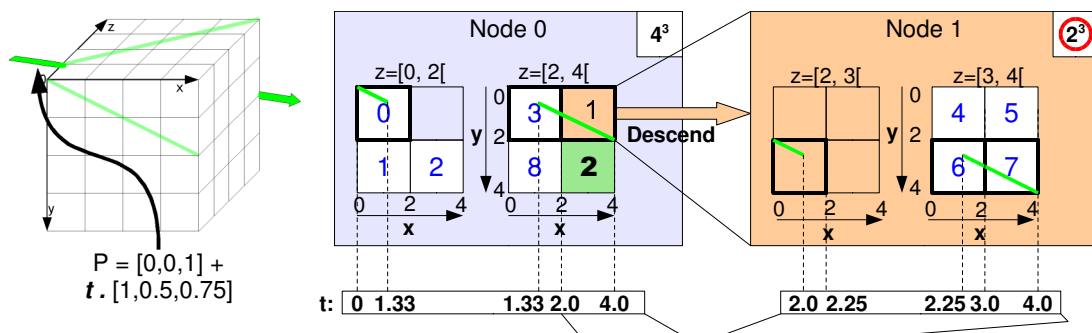 z
x
y
P = [0,0,1] +
t . [1,0.5,0.75]
Node 0
4³
z=[0, 2[
z=[2, 4[
0
1
2
0 2 4
x
0
y
2
4
3
1
8
2
0 2 4
x
Descend
Node 1
2³
z=[2, 3[
z=[3, 4[
0 2 4
x
0
y
2
4
4 5
6 7
0 2 4
x
t: 0 1.33 1.33 2.0 4.0 2.0 2.25 2.25 3.0 4.0